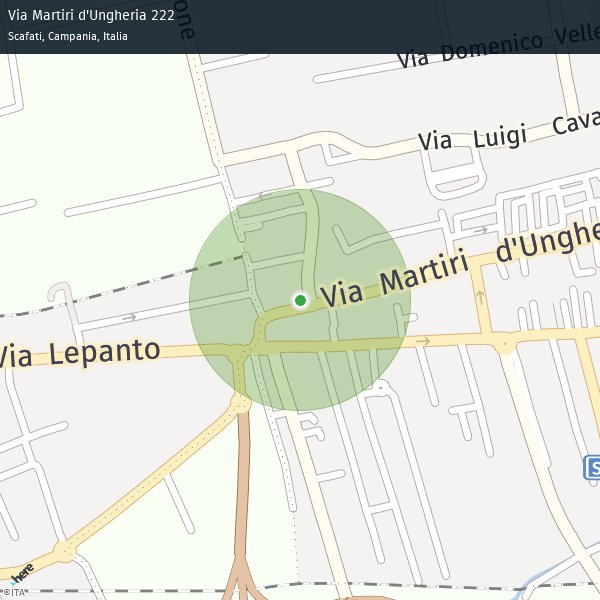 Via Martiri d'Ungheria 222
Scafati, Campania, Italia
one
Via Domenico Velle
Via Luigi Cava
Via Martiri d'Unghe
Via Lepanto
S
here
©ITA